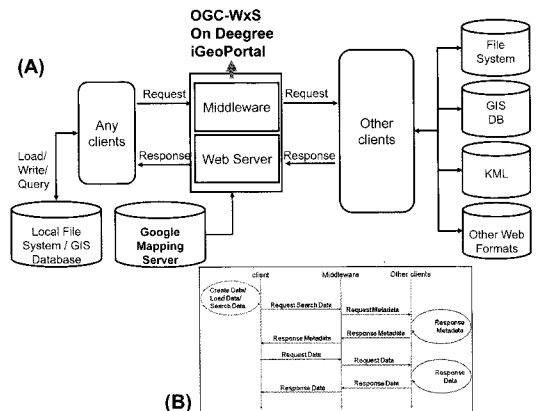 OGC-WxS
On Deegree
iGeoPortal
(A)
Request
Request
Any
clients
Middleware
Web Server
Response
Response
Other
clients
File
System
GIS
DB
KML
Other Web
Formats
Load/
Write/
Query
Local File
System / GIS
Database
Google
Mapping
Server
client
Middleware
Other clients
Create Data/
Load Data/
Search Data
Request Search Data
Request Metadata
Response Metadata
Response
Metadata
Response Metadata
Request Data
Request Data
Response Data
Response
Data
Response Data
(B)